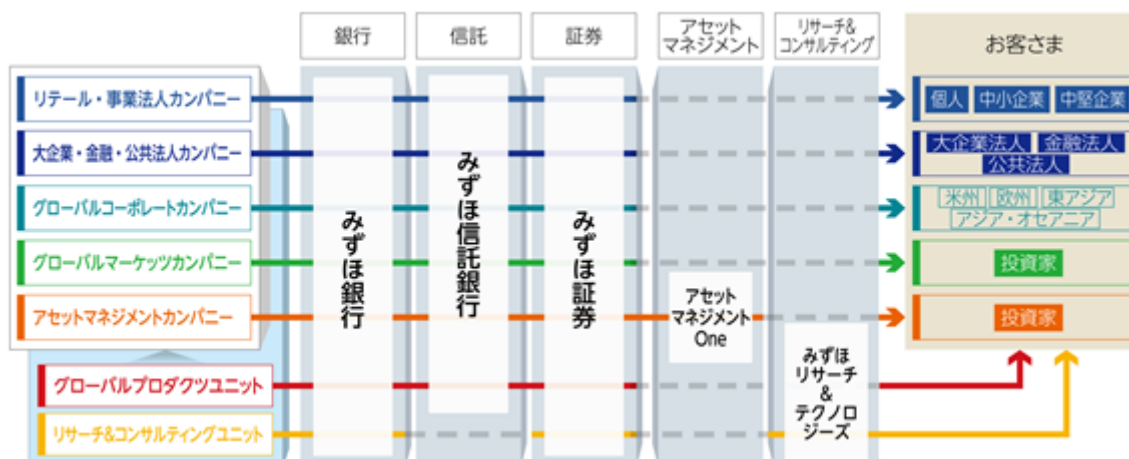 銀行
信託
証券
アセット
マネジメント
リサーチ&
コンサルティング
お客さま
リテール・事業法人カンパニー
個人 中小企業 中堅企業
大企業・金融・公共法人カンパニー
大企業法人 金融法人
公共法人
グローバルコーポレートカンパニー
米州 欧州 東アジア
アジア・オセアニア
グローバルマーケッツカンパニー
投資家
アセットマネジメントカンパニー
投資家
グローバルプロダクツユニット
リサーチ&コンサルティングユニット
みずほ銀行
みずほ信託銀行
みずほ証券
アセット
マネジメント
One
みずほ
リサーチ
&
テクノロ
ジーズ